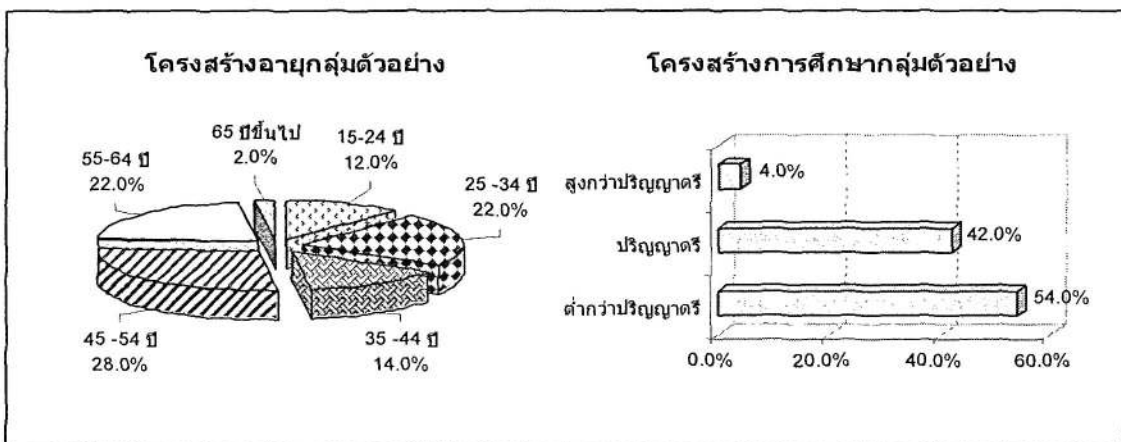 โครงสร้างอายุกลุ่มตัวอย่าง
65 ปีขึ้นไป
2.0%
15-24 ปี
12.0%
55-64 ปี
22.0%
25 -34 ปี
22.0%
45 -54 ปี
28.0%
35 -44 ปี
14.0%
โครงสร้างการศึกษากลุ่มตัวอย่าง
สูงกว่าปริญญาตรี
4.0%
ปริญญาตรี
42.0%
ต่ำกว่าปริญญาตรี
54.0%
0.0%
20.0%
40.0%
60.0%